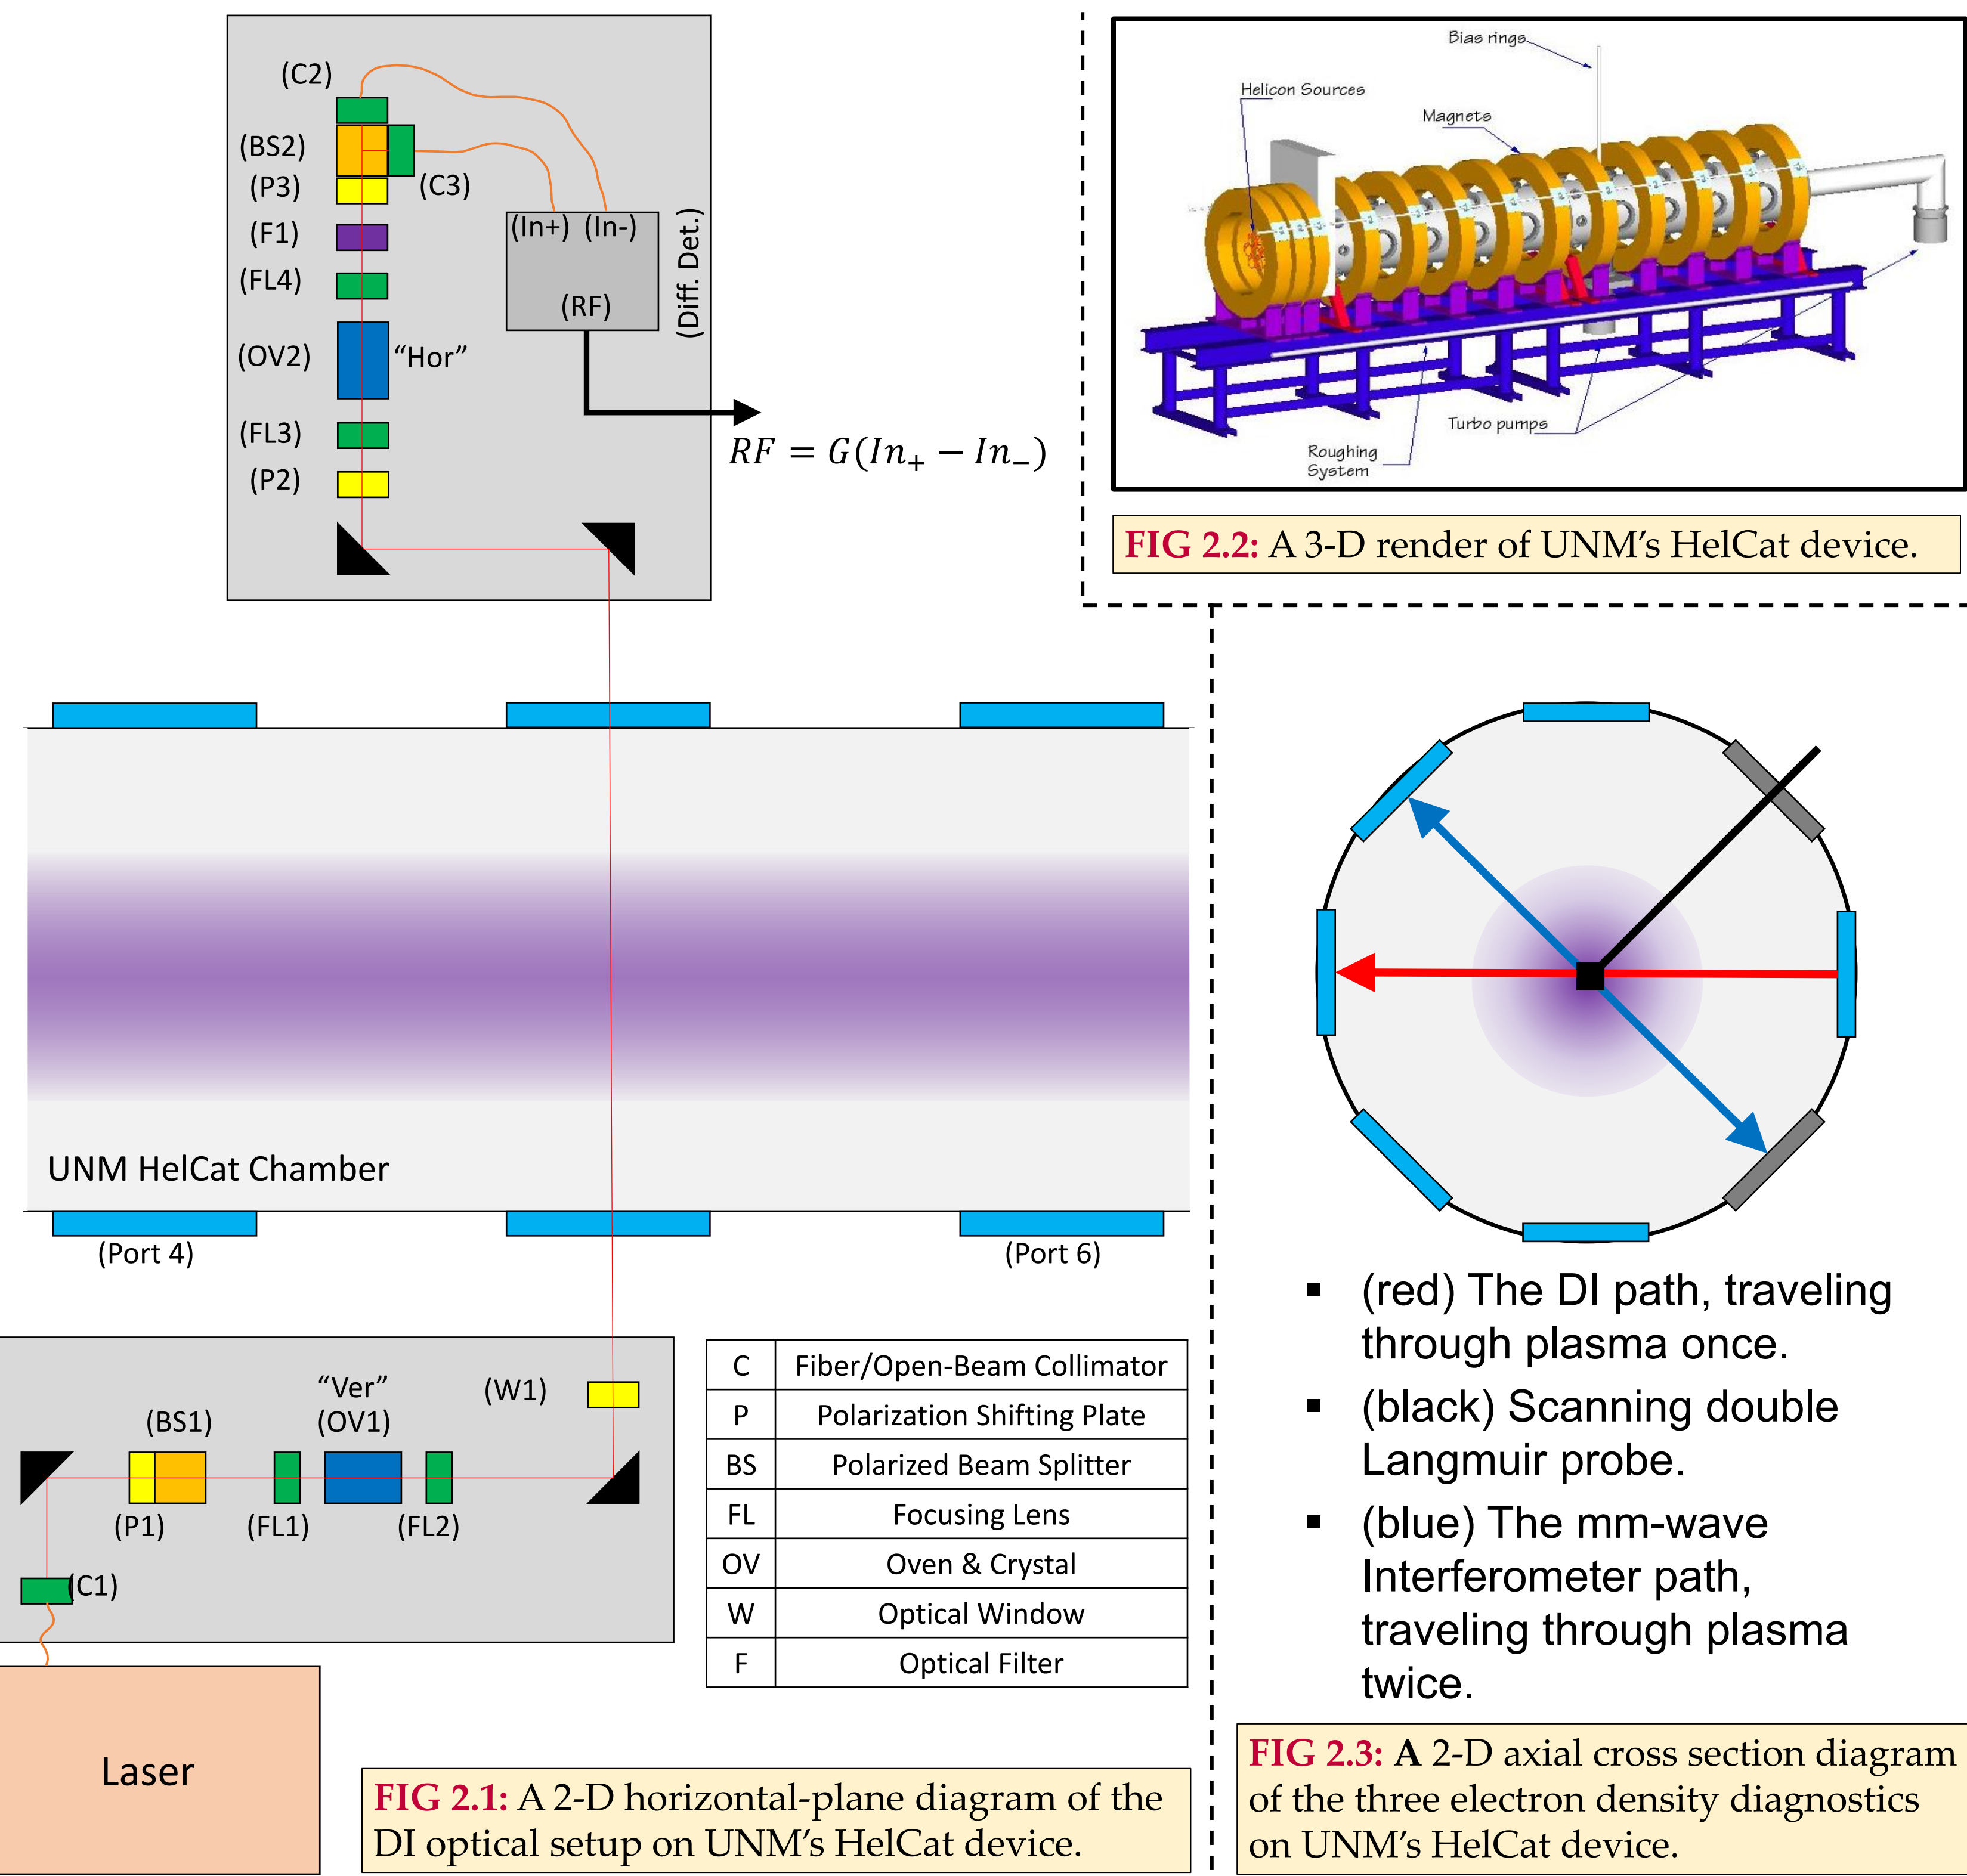 (C2)
(BS2)
(P3)
(C3)
(F1)
(In+) (In-)
(FL4)
(RF)
(Diff. Det.)
(OV2)
“Hor”
(FL3)
(P2)
RF = G(In₊ − In₋)
Bias rings
Helicon Sources
Magnets
Turbo pumps
Roughing
System
FIG 2.2: A 3-D render of UNM’s HelCat device.
UNM HelCat Chamber
(Port 4)
(Port 6)
“Ver”
(OV1)
(BS1)
(W1)
(P1)
(FL1)
(FL2)
(C1)
Laser
C Fiber/Open-Beam Collimator
P Polarization Shifting Plate
BS Polarized Beam Splitter
FL Focusing Lens
OV Oven & Crystal
W Optical Window
F Optical Filter
FIG 2.1: A 2-D horizontal-plane diagram of the
DI optical setup on UNM’s HelCat device.
▪ (red) The DI path, traveling
through plasma once.
▪ (black) Scanning double
Langmuir probe.
▪ (blue) The mm-wave
Interferometer path,
traveling through plasma
twice.
FIG 2.3: A 2-D axial cross section diagram
of the three electron density diagnostics
on UNM’s HelCat device.